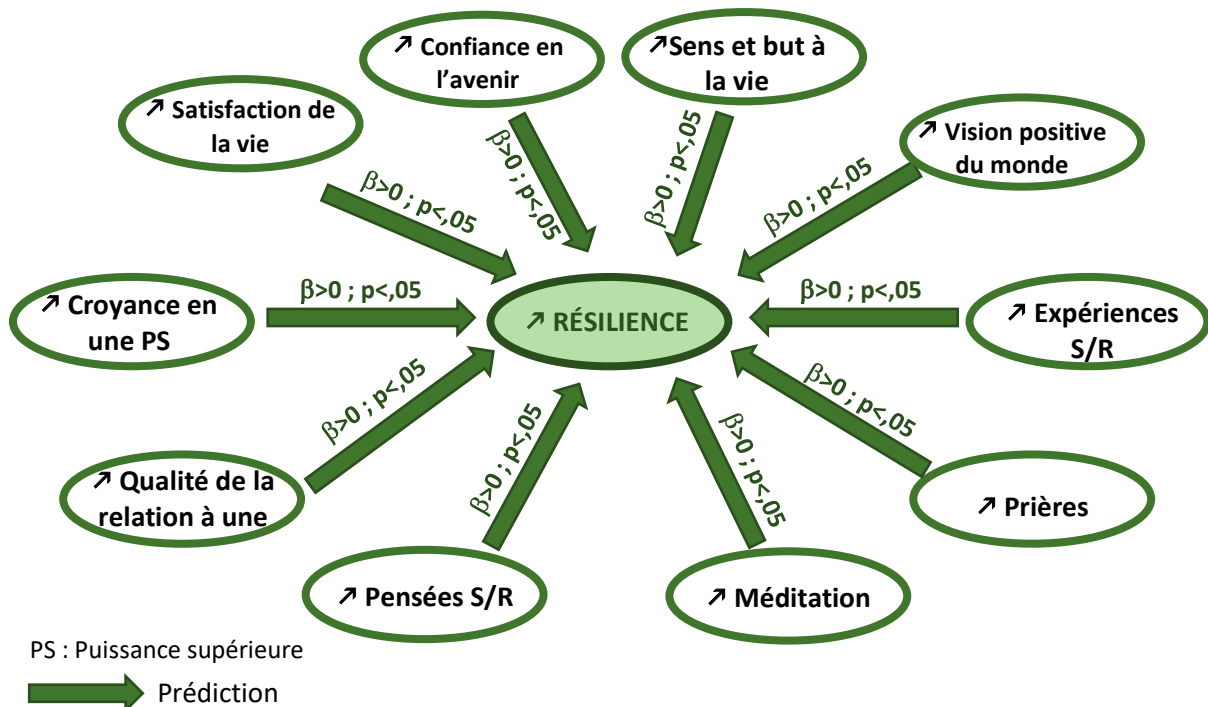 ↗ Confiance en
l'avenir
↗Sens et but à
la vie
↗ Satisfaction de
la vie
↗ Vision positive
du monde
β>0 ; p<,05
β>0 ; p<,05
β>0 ; p<,05
β>0 ; p<,05
↗ Croyance en
une PS
β>0 ; p<,05
↗ RÉSILIENCE
β>0 ; p<,05
↗ Expériences
S/R
β>0 ; p<,05
β>0 ; p<,05
β>0 ; p<,05
β>0 ; p<,05
↗ Qualité de la
relation à une
↗ Prières
↗ Pensées S/R
↗ Méditation
PS : Puissance supérieure
Prédiction